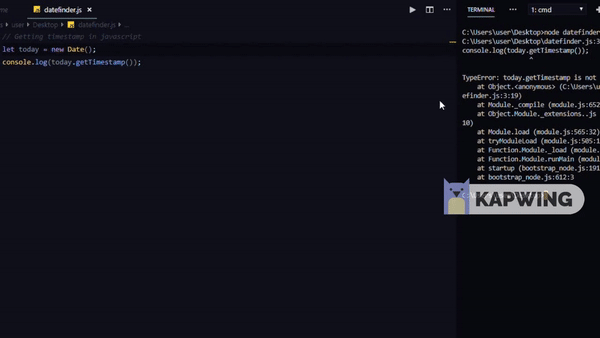 me
datefinder.js
TERMINAL
1: cmd
user > Desktop > datefinder.js > ...
// Getting timestamp in javascript
let today = new Date();
console.log(today.getTimestamp());
C:\Users\user\Desktop>node datefinder
C:\Users\user\Desktop\datefinder.js:3
console.log(today.getTimestamp());
^
TypeError: today.getTimestamp is not
at Object.<anonymous> (C:\Users\u
efinder.js:3:19)
at Module._compile (module.js:652
at Object.Module._extensions..js
10)
at Module.load (module.js:565:32)
at tryModuleLoad (module.js:505:1
at Function.Module._load (module.
at Function.Module.runMain (modul
at startup (bootstrap_node.js:191
at bootstrap_node.js:612:3
KAPWING